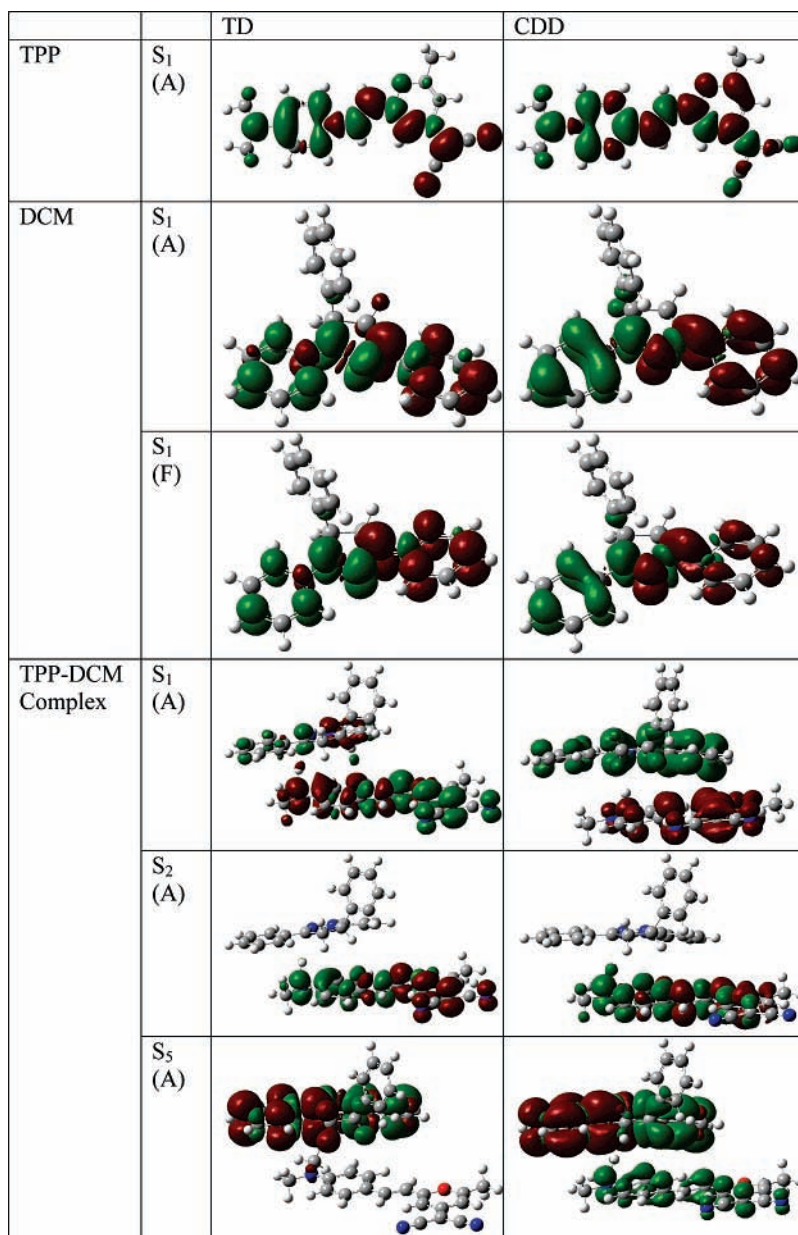 TD CDD
TPP S1 (A)
DCM S1 (A)
S1 (F)
TPP-DCM Complex S1 (A)
S2 (A)
S5 (A)